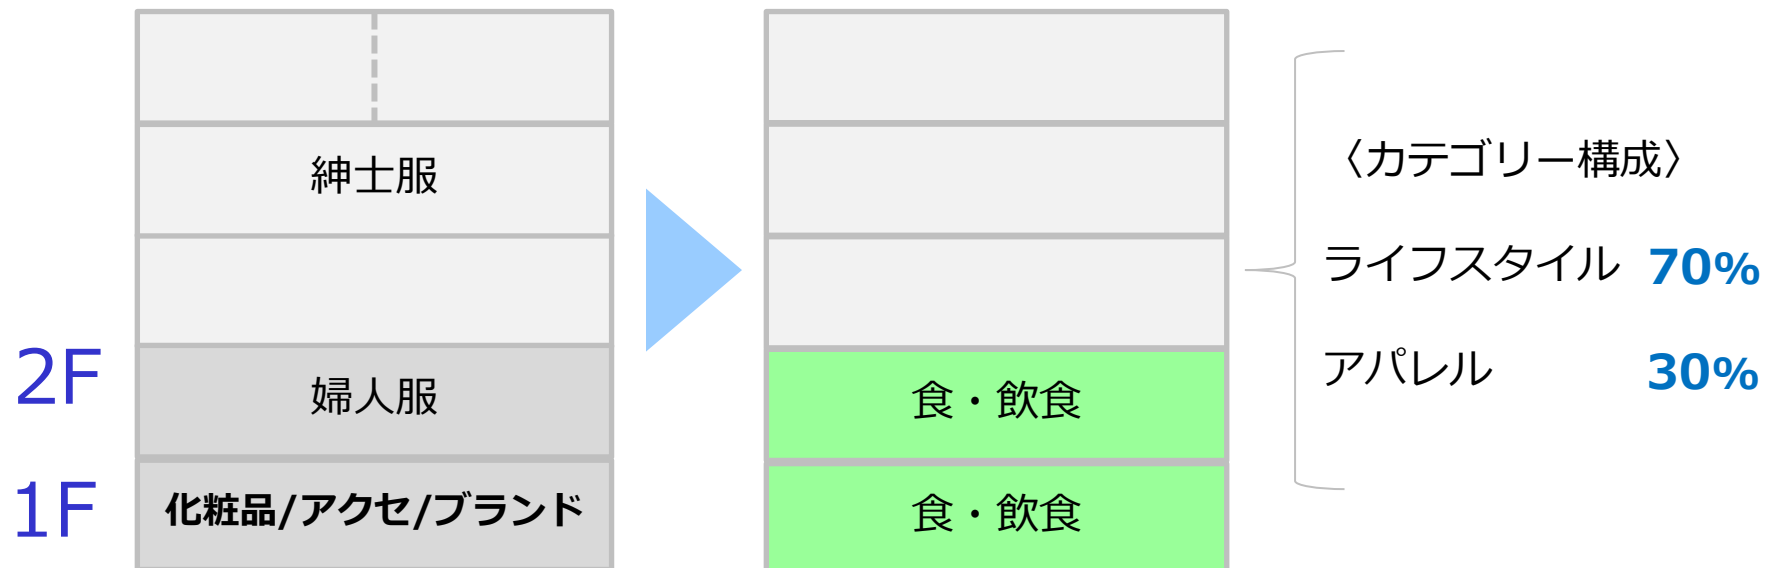 紳士服
2F
婦人服
1F
化粧品/アクセ/ブランド
食・飲食
食・飲食
〈カテゴリー構成〉
ライフスタイル 70%
アパレル 30%